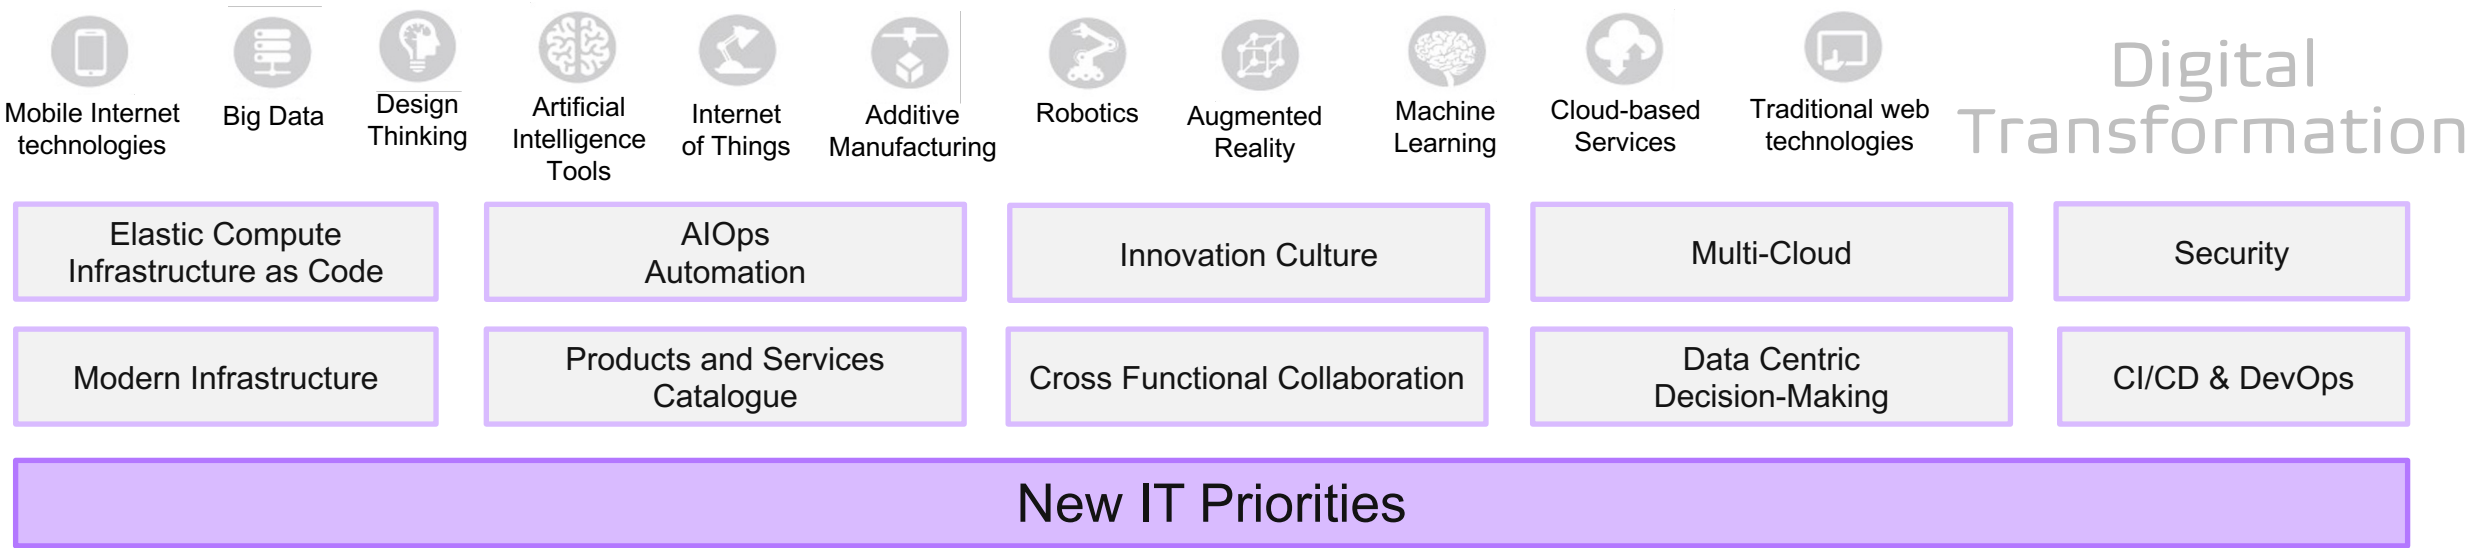 Mobile Internet
technologies
Big Data
Design
Thinking
Artificial
Intelligence
Tools
Internet
of Things
Additive
Manufacturing
Robotics
Augmented
Reality
Machine
Learning
Cloud-based
Services
Traditional web
technologies
Digital
Transformation
Elastic Compute
Infrastructure as Code
AIOps
Automation
Innovation Culture
Multi-Cloud
Security
Modern Infrastructure
Products and Services
Catalogue
Cross Functional Collaboration
Data Centric
Decision-Making
CI/CD & DevOps
New IT Priorities